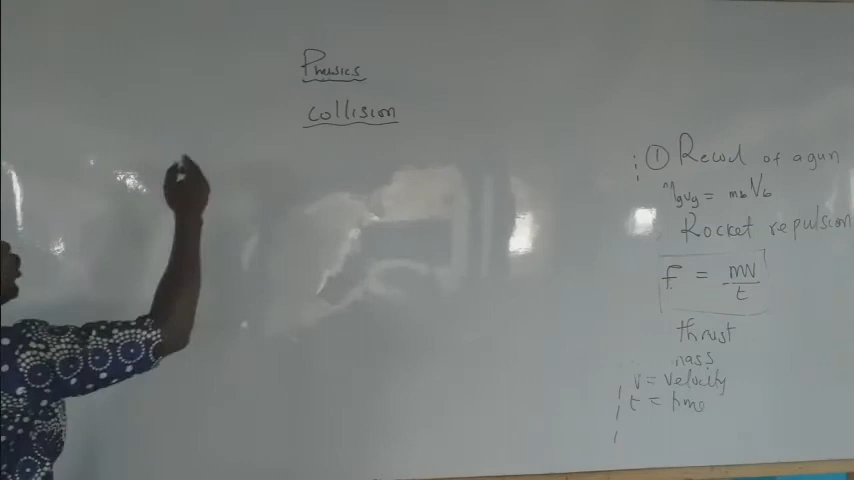 Physics
Collision
① Recoil of a gun
mgvg = mbVb
Rocket repulsion
f = mv/t
thrust
mass
v = velocity
t = time